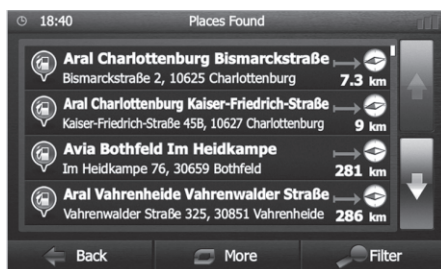 18:40 Places Found
Aral Charlottenburg Bismarckstraße
Bismarckstraße 2, 10625 Charlottenburg 7.3 km
Aral Charlottenburg Kaiser-Friedrich-Straße
Kaiser-Friedrich-Straße 45B, 10627 Charlottenburg 9 km
Avia Bothfeld Im Heidkampe
Im Heidkampe 76, 30659 Bothfeld 281 km
Aral Vahrenheide Vahrenwalder Straße
Vahrenwalder Straße 325, 30851 Vahrenheide 286 km
Back More Filter